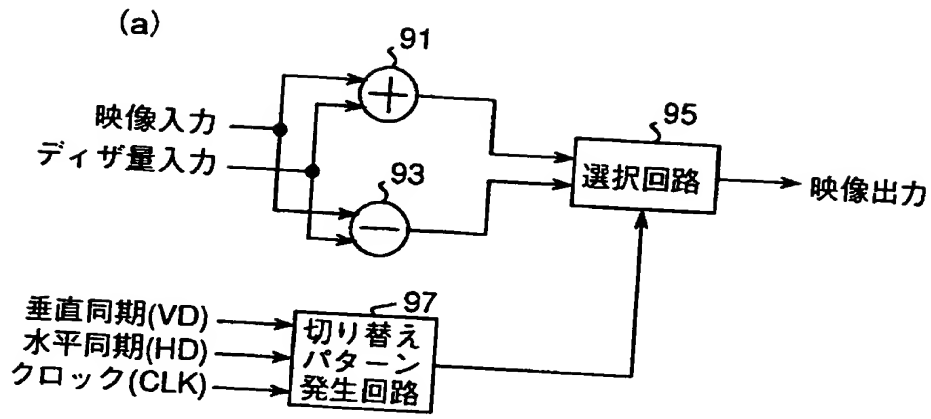 (a)
91
映像入力
ディザ量入力
93
95
選択回路
映像出力
垂直同期(VD)
水平同期(HD)
クロック(CLK)
97
切り替え
パターン
発生回路